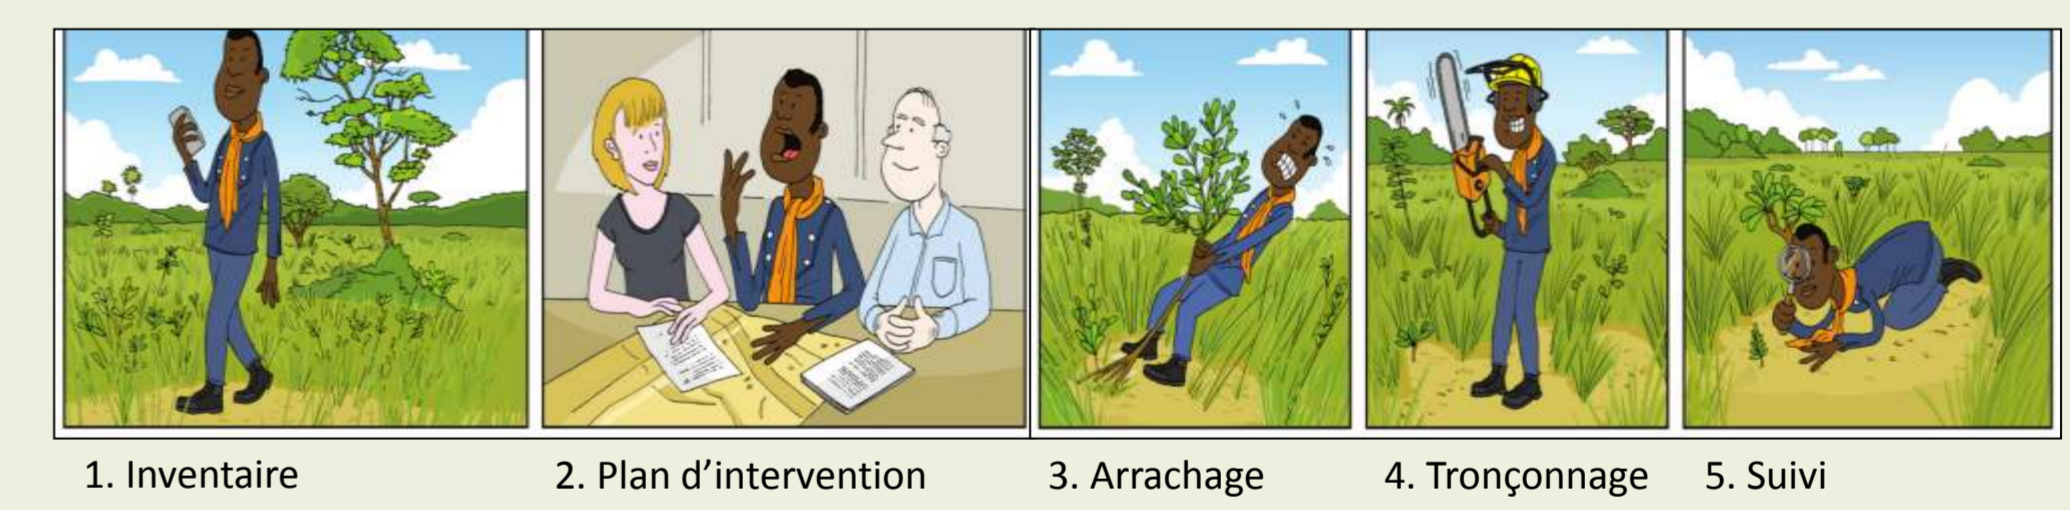 1. Inventaire
2. Plan d’intervention
3. Arrachage
4. Tronçonnage
5. Suivi